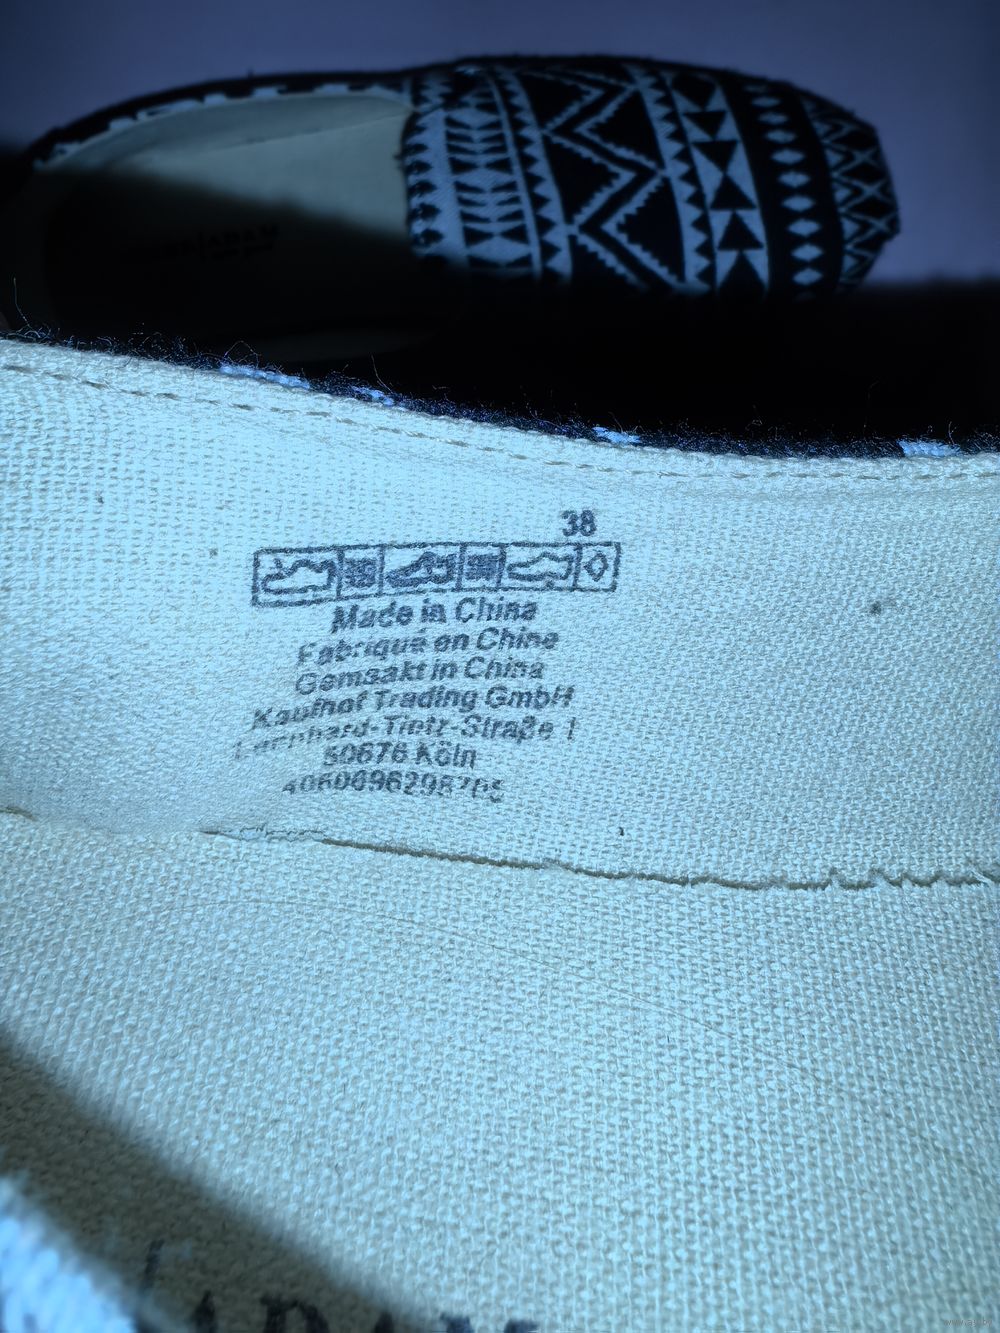 ADAM
38
Made in China
Fabriqué en Chine
Gemaakt in China
Kaufhof Trading GmbH
Leonhard-Tietz-Straße 1
50676 Köln